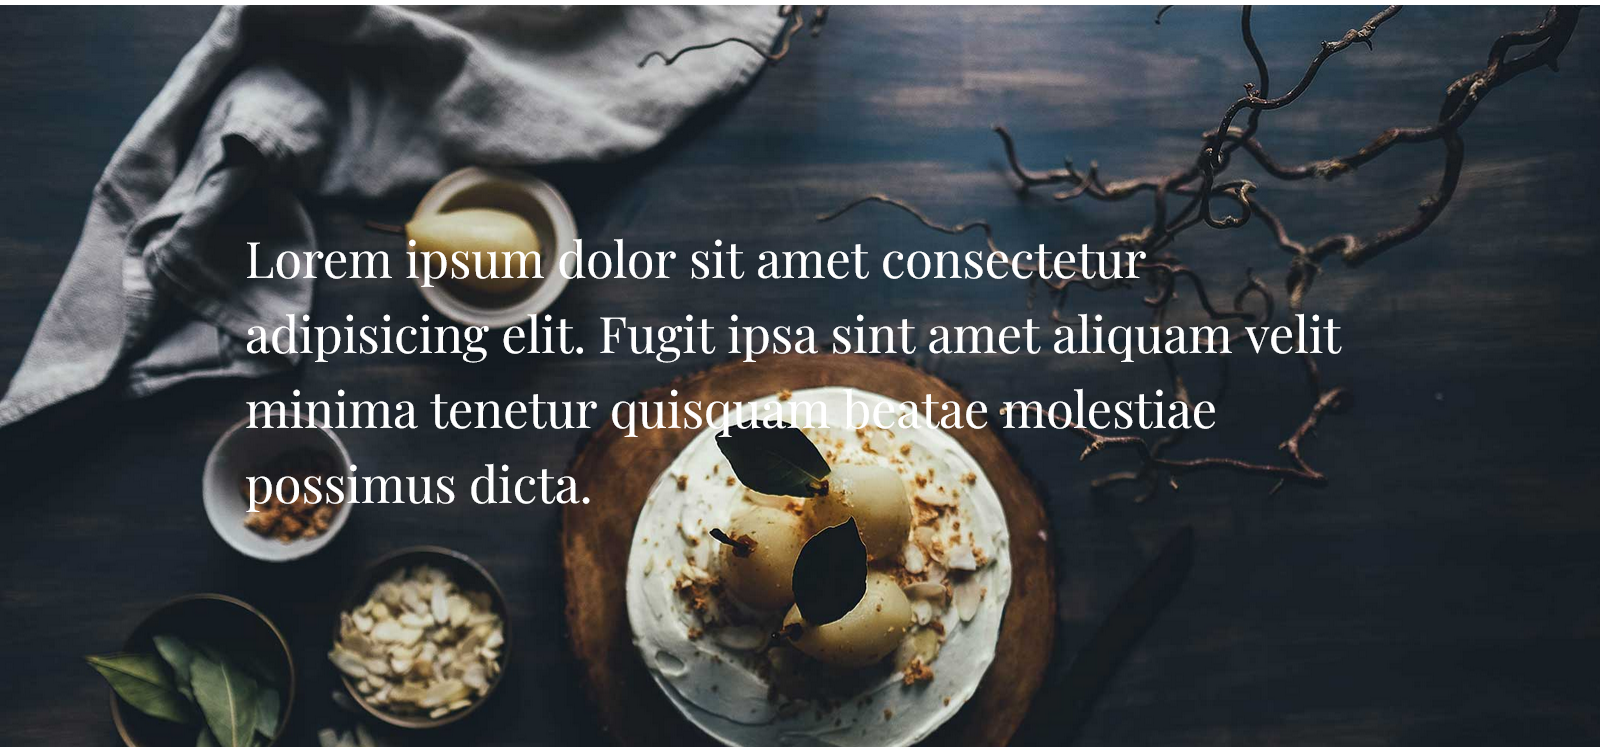 Lorem ipsum dolor sit amet consectetur
adipisicing elit. Fugit ipsa sint amet aliquam velit
minima tenetur quisquam beatae molestiae
possimus dicta.